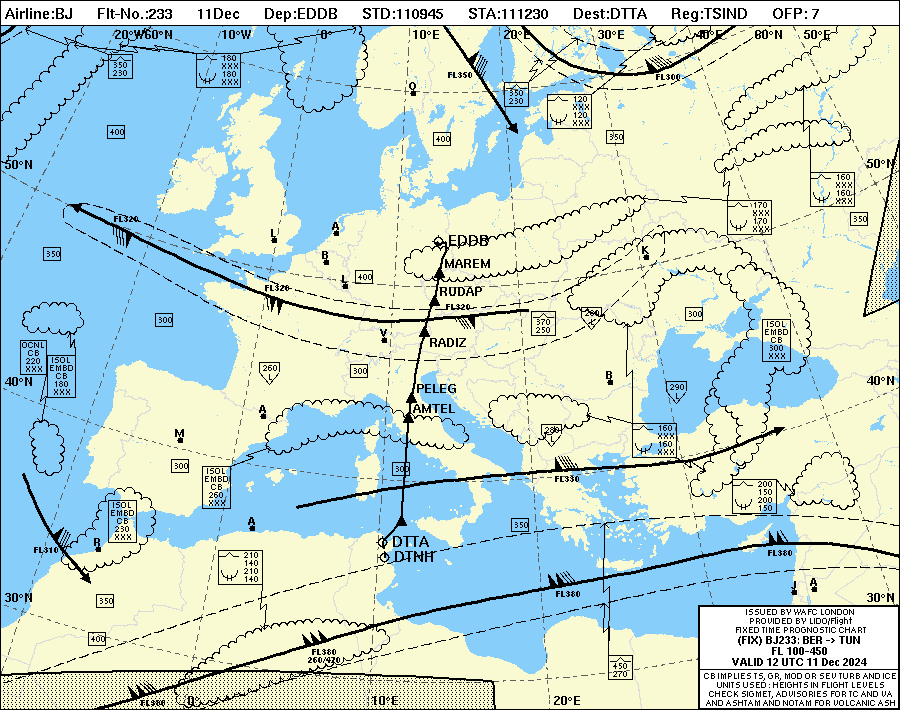 Airline:BJ Flt-No.:233 11Dec Dep:EDDB STD:110945 STA:111230 Dest:DTTA Reg:TSIND OFP: 7
20°W 60°N 10°W 0° 10°E 20°E 30°E 40°E 60°N 50°E
350
230
180
XXX
180
XXX
FL350
FL300
O
350
230
120
XXX
120
XXX
400
400
350
50°N
50°N
160
XXX
160
XXX
170
XXX
170
XXX
350
FL320
L
A
B
L
EDDB
K
350
400
MAREM
FL320
RUDAP
FL320
300
370
250
280
L
300
ISOL
EMBD
CB
300
XXX
V
RADIZ
OCNL
CB
220
XXX
ISOL
EMBD
CB
180
XXX
260
L
300
B
290
L
40°N
40°N
PELEG
AMTEL
A
M
280
L
160
XXX
160
XXX
300
ISOL
EMBD
CB
260
XXX
300
FL330
200
150
200
150
ISOL
EMBD
CB
230
XXX
A
350
R
FL310
DTTA
DTNH
FL380
210
140
210
140
FL380
J
A
30°N
30°N
350
400
FL380
260/470
450
270
FL380
0°
10°E
20°E
ISSUED BY WAFC LONDON
PROVIDED BY LIDO/Flight
FIXED TIME PROGNOSTIC CHART
(FIX) BJ233: BER -> TUN
FL 100-450
VALID 12 UTC 11 Dec 2024
CB IMPLIES TS, GR, MOD OR SEV TURB AND ICE
UNITS USED : HEIGHTS IN FLIGHT LEVELS
CHECK SIGMET, ADVISORIES FOR TC AND VA
AND ASHTAM AND NOTAM FOR VOLCANIC ASH